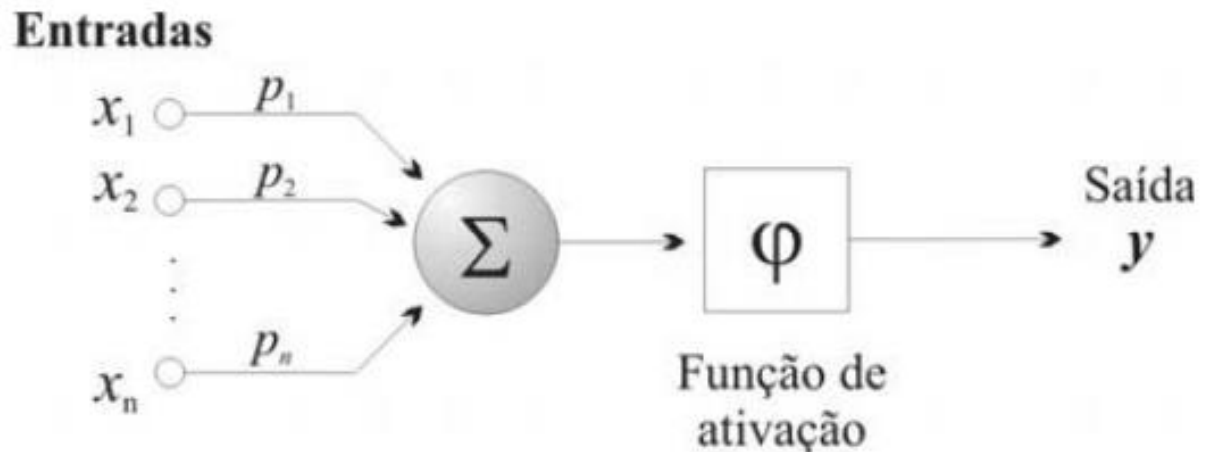 Entradas
x₁ p₁
x₂ p₂
xₙ pₙ
Σ
φ
Função de
ativação
Saída
y